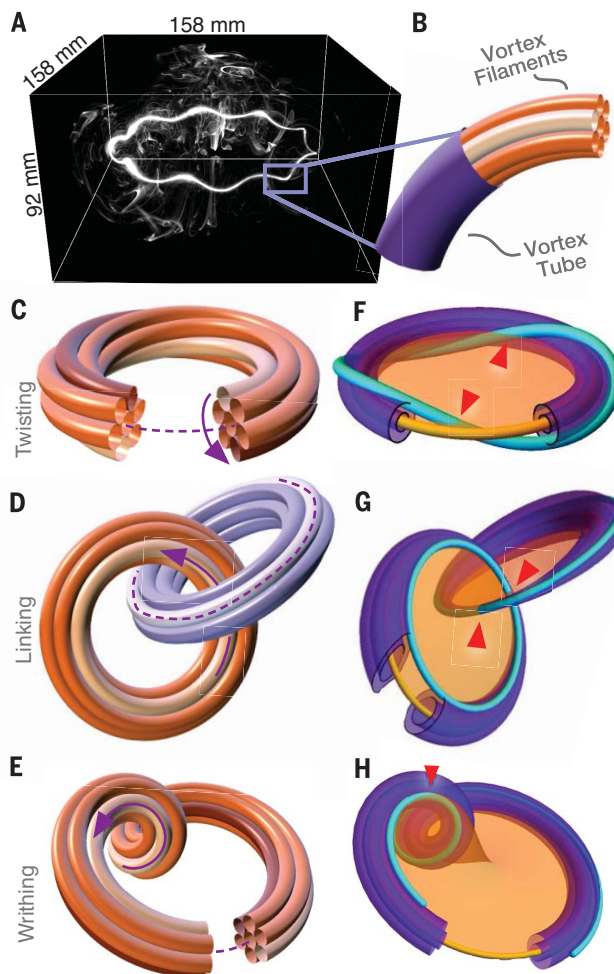 A
158 mm
158 mm
92 mm
B
Vortex
Filaments
Vortex
Tube
C
F
Twisting
D
G
Linking
E
H
Writhing